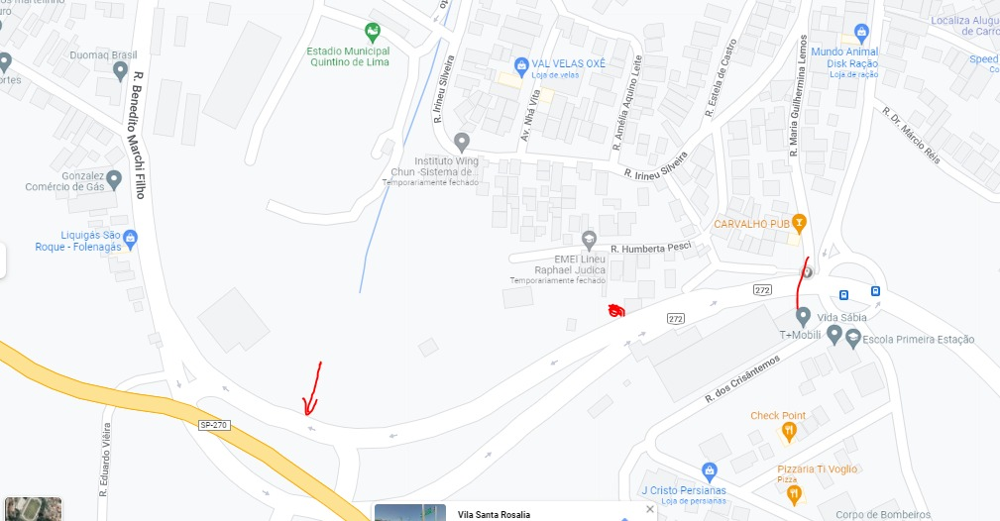 Localiza Alugu
de Carro
Speed
Estadio Municipal
Quintino de Lima
Duomaq Brasil
ortes
VAL VELAS OXÊ
Loja de velas
Mundo Animal
Disk Ração
Loja de ração
R. Benedito Marchi Filho
R. Irineu Silveira
Av. Nhá Vita
R. Amélia Aquino Leite
R. Estela de Castro
R. Maria Guilhermina Lemos
R. Dr. Márcio Réis
Instituto Wing
Chun -Sistema de...
Temporariamente fechado
R. Irineu Silveira
Gonzalez
Comércio de Gás
Liquigás São
Roque - Folenagás
CARVALHO PUB
EMEI Lineu
Raphael Judica
Temporariamente fechado
R. Humberta Pesci
272
272
Vida Sábia
T+Mobili
Escola Primeira Estação
R. dos Crisântemos
SP-270
R. Eduardo Viêira
Check Point
Pizzaria Ti Voglio
Pizza
J Cristo Persianas
Loja de persianas
Corpo de Bombeiros
Vila Santa Rosalia